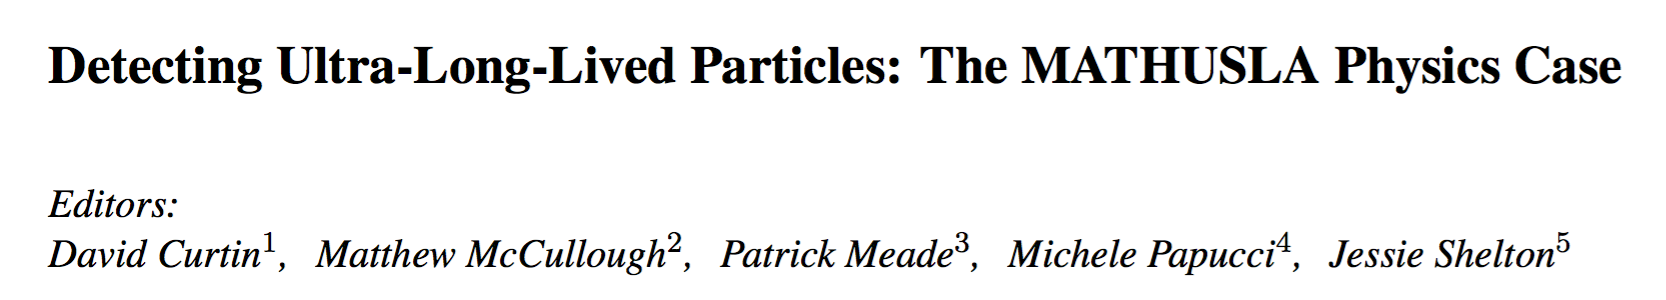 Detecting Ultra-Long-Lived Particles: The MATHUSLA Physics Case
Editors:
David Curtin¹, Matthew McCullough², Patrick Meade³, Michele Papucci⁴, Jessie Shelton⁵